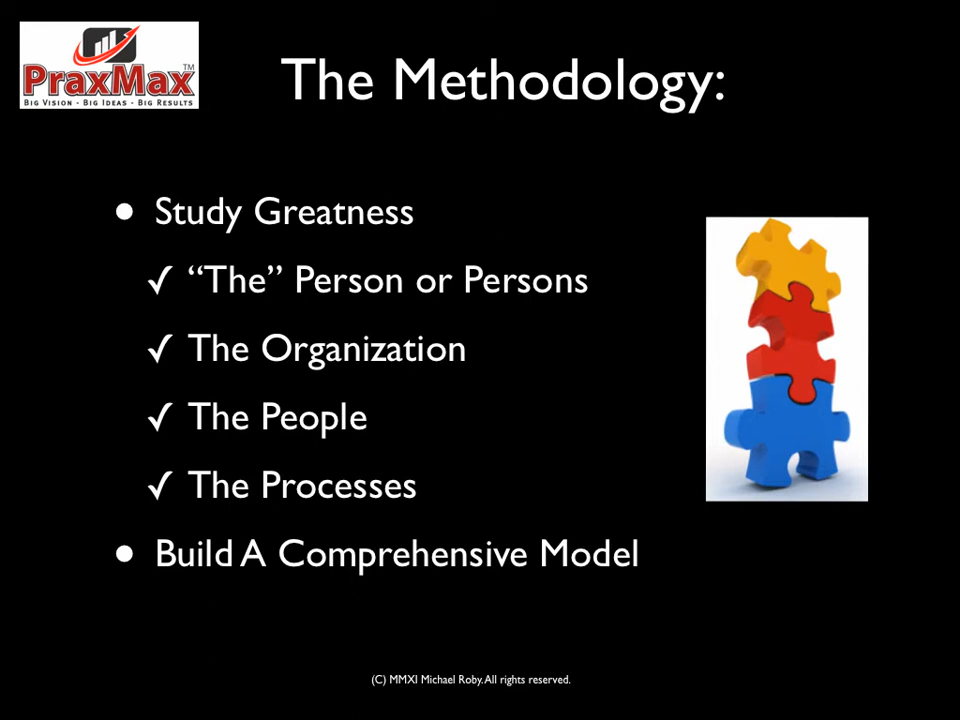 PraxMax™
BIG VISION - BIG IDEAS - BIG RESULTS
The Methodology:
• Study Greatness
✓ “The” Person or Persons
✓ The Organization
✓ The People
✓ The Processes
• Build A Comprehensive Model
(C) MMXI Michael Roby. All rights reserved.